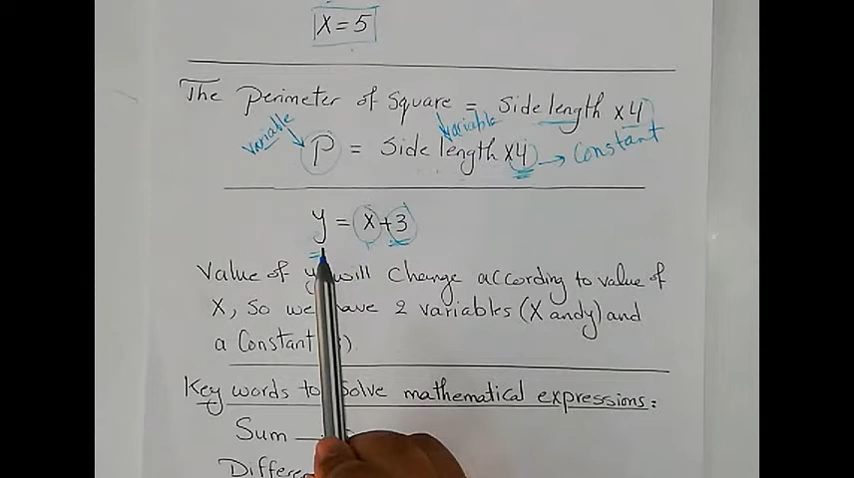 X=5
The Perimeter of Square = Side length x4
Variable Variable
P = Side length x4 → Constant
y = x+3
Value of y will change according to value of
X, So we have 2 variables (X and y) and
a Constant
Key words to Solve mathematical expressions:
Sum